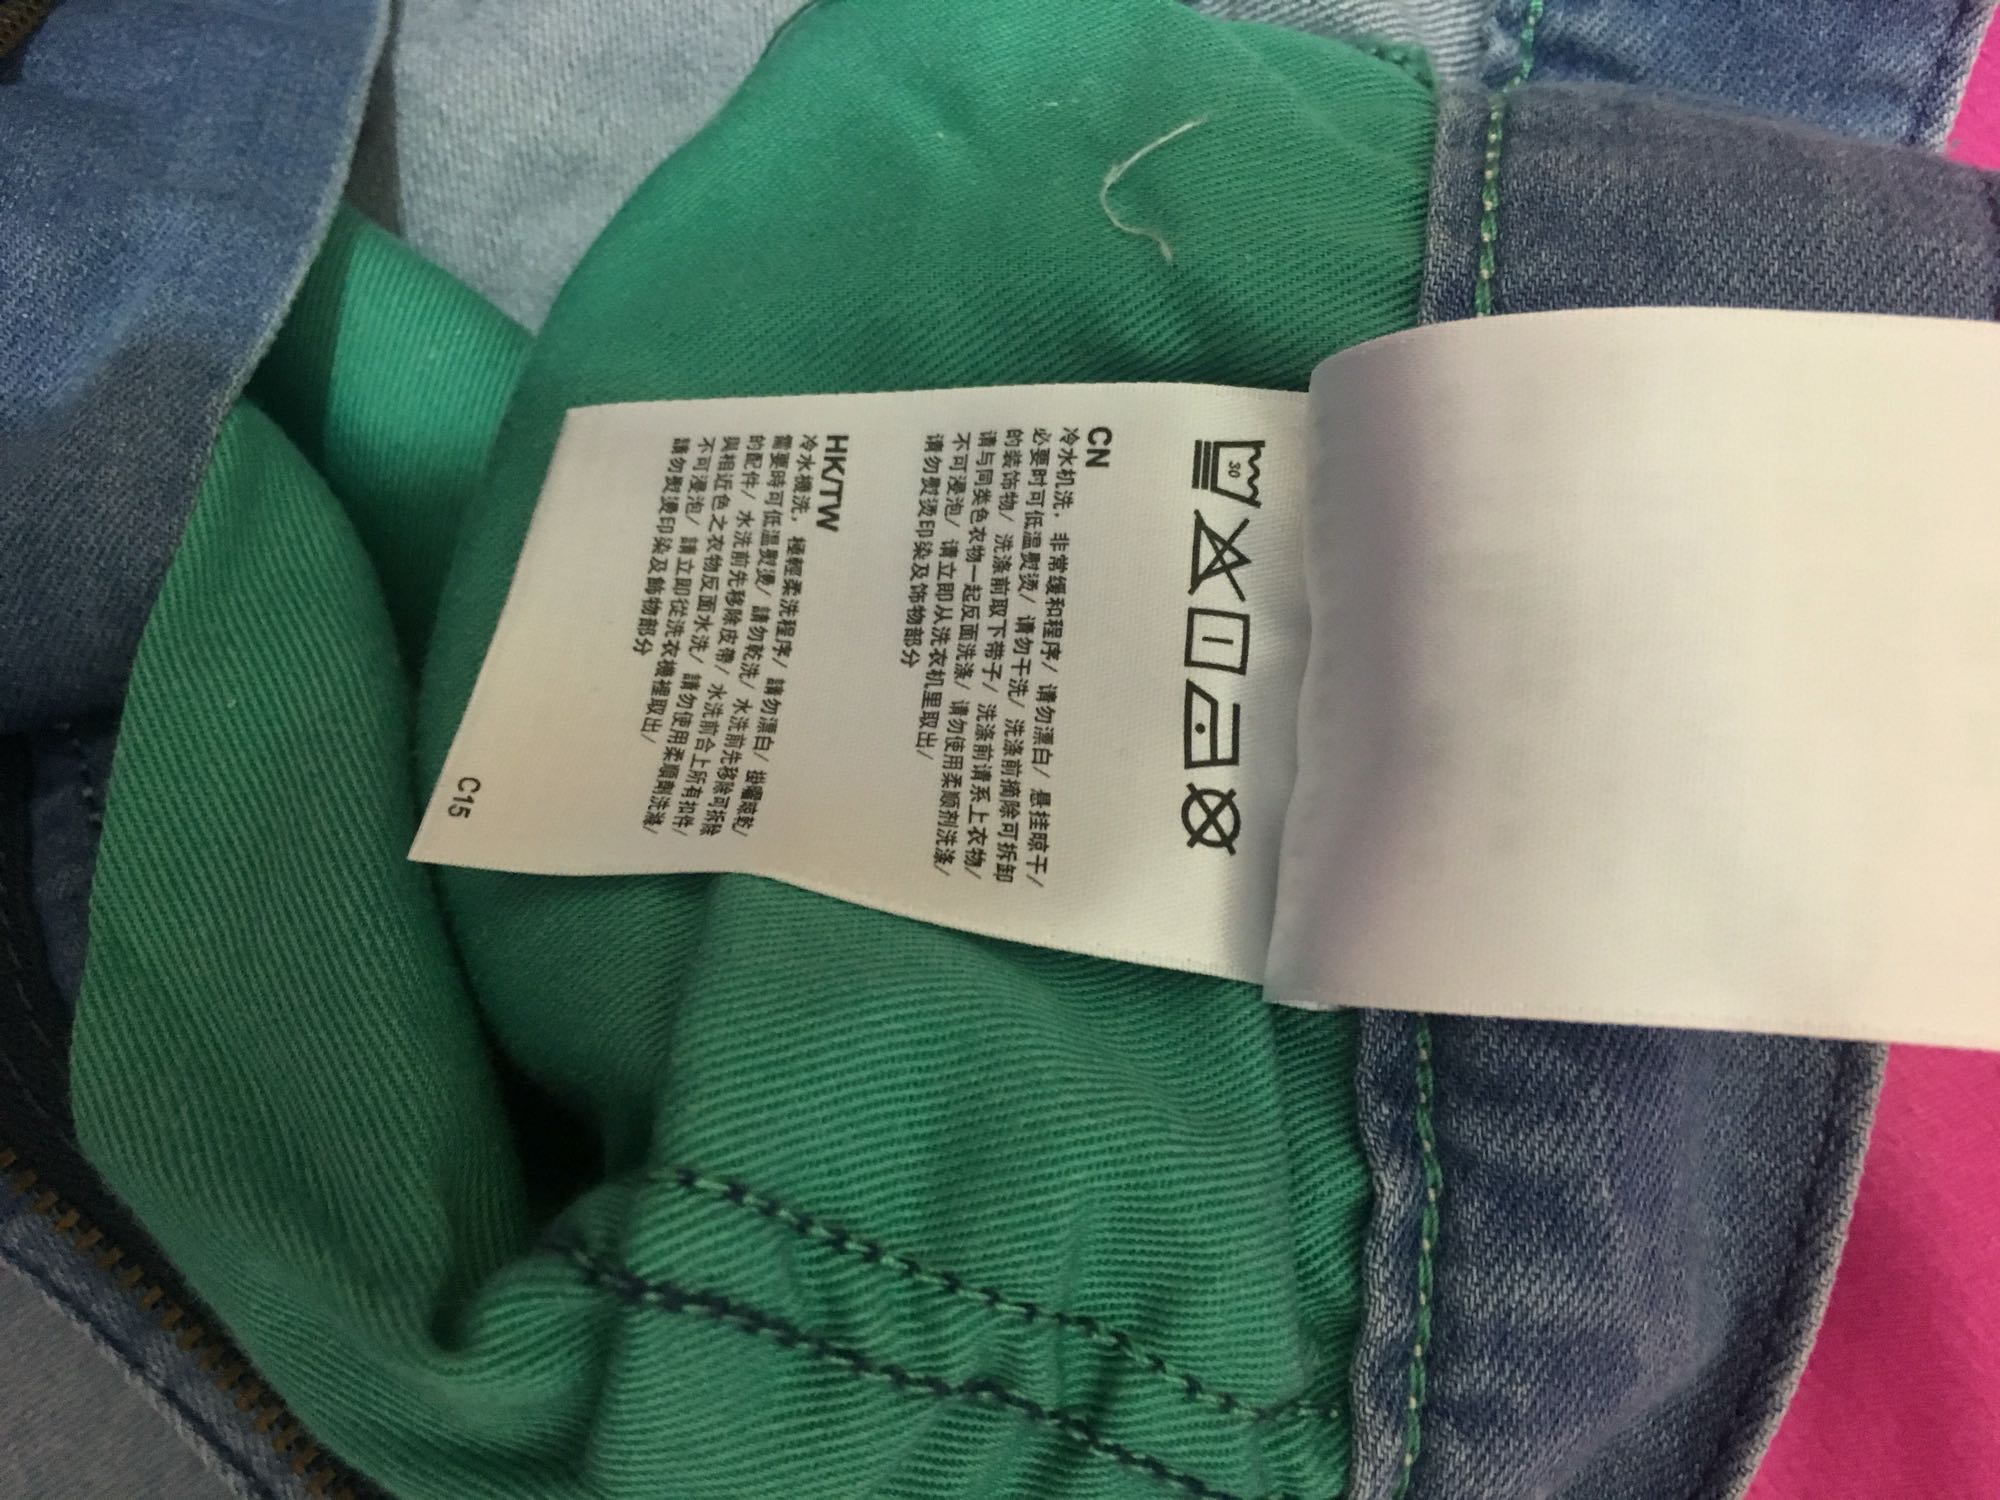 30
CN
冷水机洗，非常缓和程序/ 请勿漂白/ 悬挂晾干/
必要时可低温熨烫/ 请勿干洗/ 洗涤前摘除可拆卸
的装饰物/ 洗涤前取下带子/ 洗涤前请系上衣物/
请与同类色衣物一起反面洗涤/ 请勿使用柔顺剂洗涤/
不可浸泡/ 请立即从洗衣机里取出/
请勿熨烫印染及饰物部分
HK/TW
冷水機洗，極輕柔洗程序/ 請勿漂白/ 掛曬晾乾/
需要時可低溫熨燙/ 請勿乾洗/ 水洗前先移除可拆除
的配件/ 水洗前先移除皮帶/ 水洗前合上所有扣件/
與相近色之衣物反面水洗/ 請勿使用柔順劑洗滌/
不可浸泡/ 請立即從洗衣機裡取出/
請勿熨燙印染及飾物部分
C15